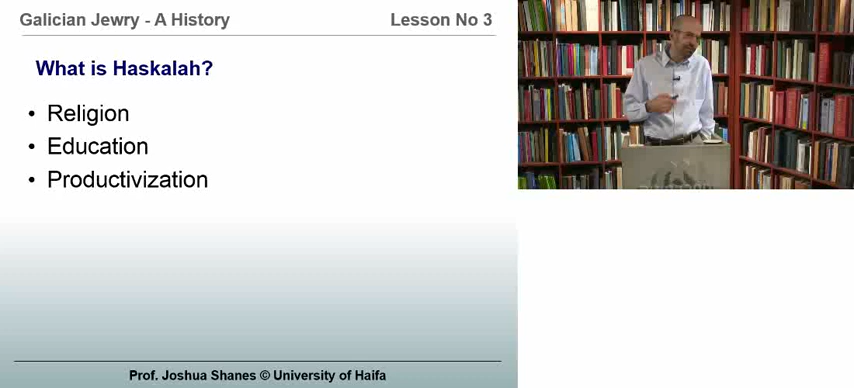 Galician Jewry - A History
Lesson No 3
What is Haskalah?
• Religion
• Education
• Productivization
Prof. Joshua Shanes © University of Haifa